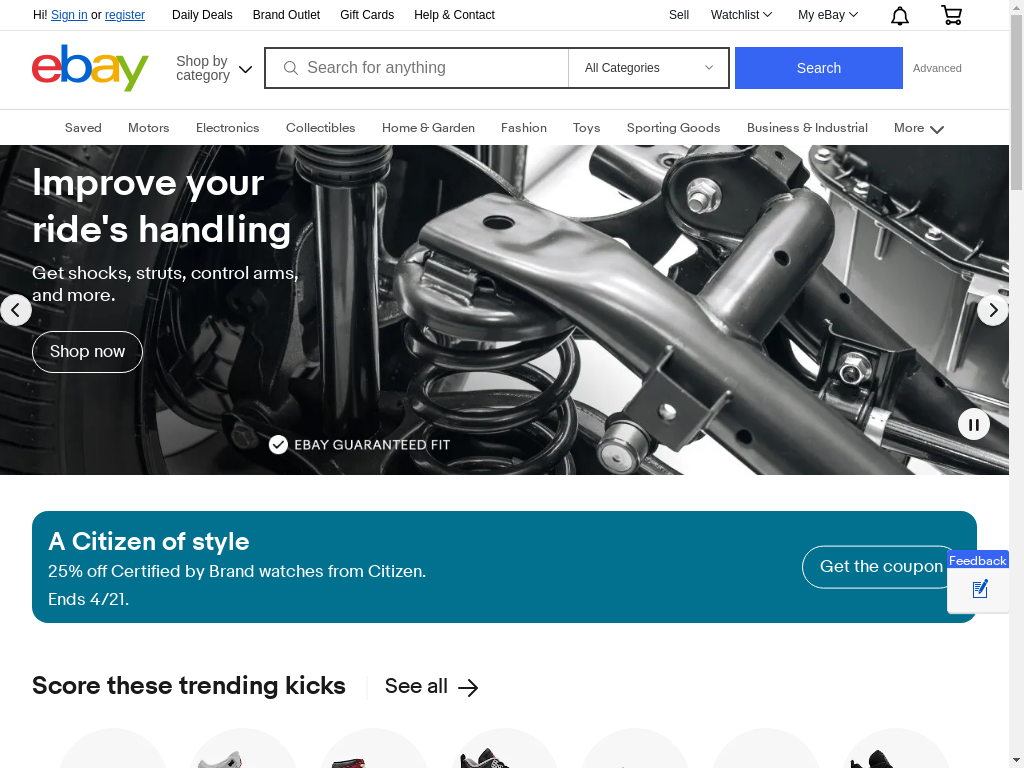 Hi! Sign in or register
Daily Deals
Brand Outlet
Gift Cards
Help & Contact
Sell
Watchlist
My eBay
ebay
Shop by
category
Search for anything
All Categories
Search
Advanced
Saved
Motors
Electronics
Collectibles
Home & Garden
Fashion
Toys
Sporting Goods
Business & Industrial
More
Improve your
ride's handling
Get shocks, struts, control arms,
and more.
Shop now
EBAY GUARANTEED FIT
A Citizen of style
25% off Certified by Brand watches from Citizen.
Ends 4/21.
Get the coupon
Feedback
Score these trending kicks
See all